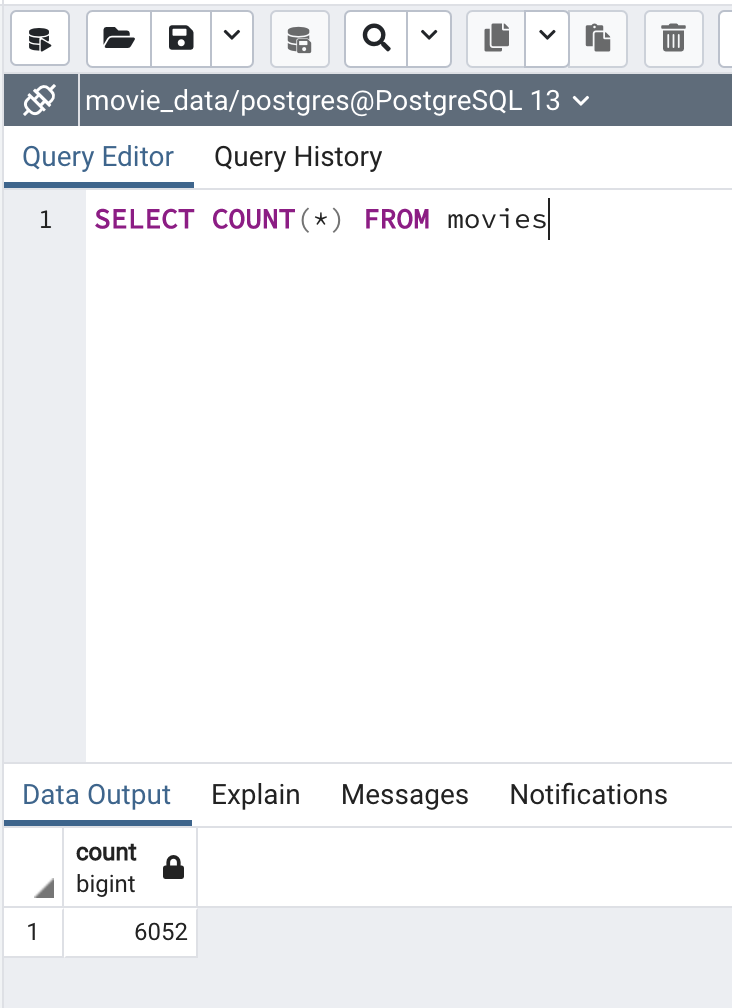 movie_data/postgres@PostgreSQL 13
Query Editor Query History
1 SELECT COUNT(*) FROM movies
Data Output Explain Messages Notifications
count
bigint
1 6052